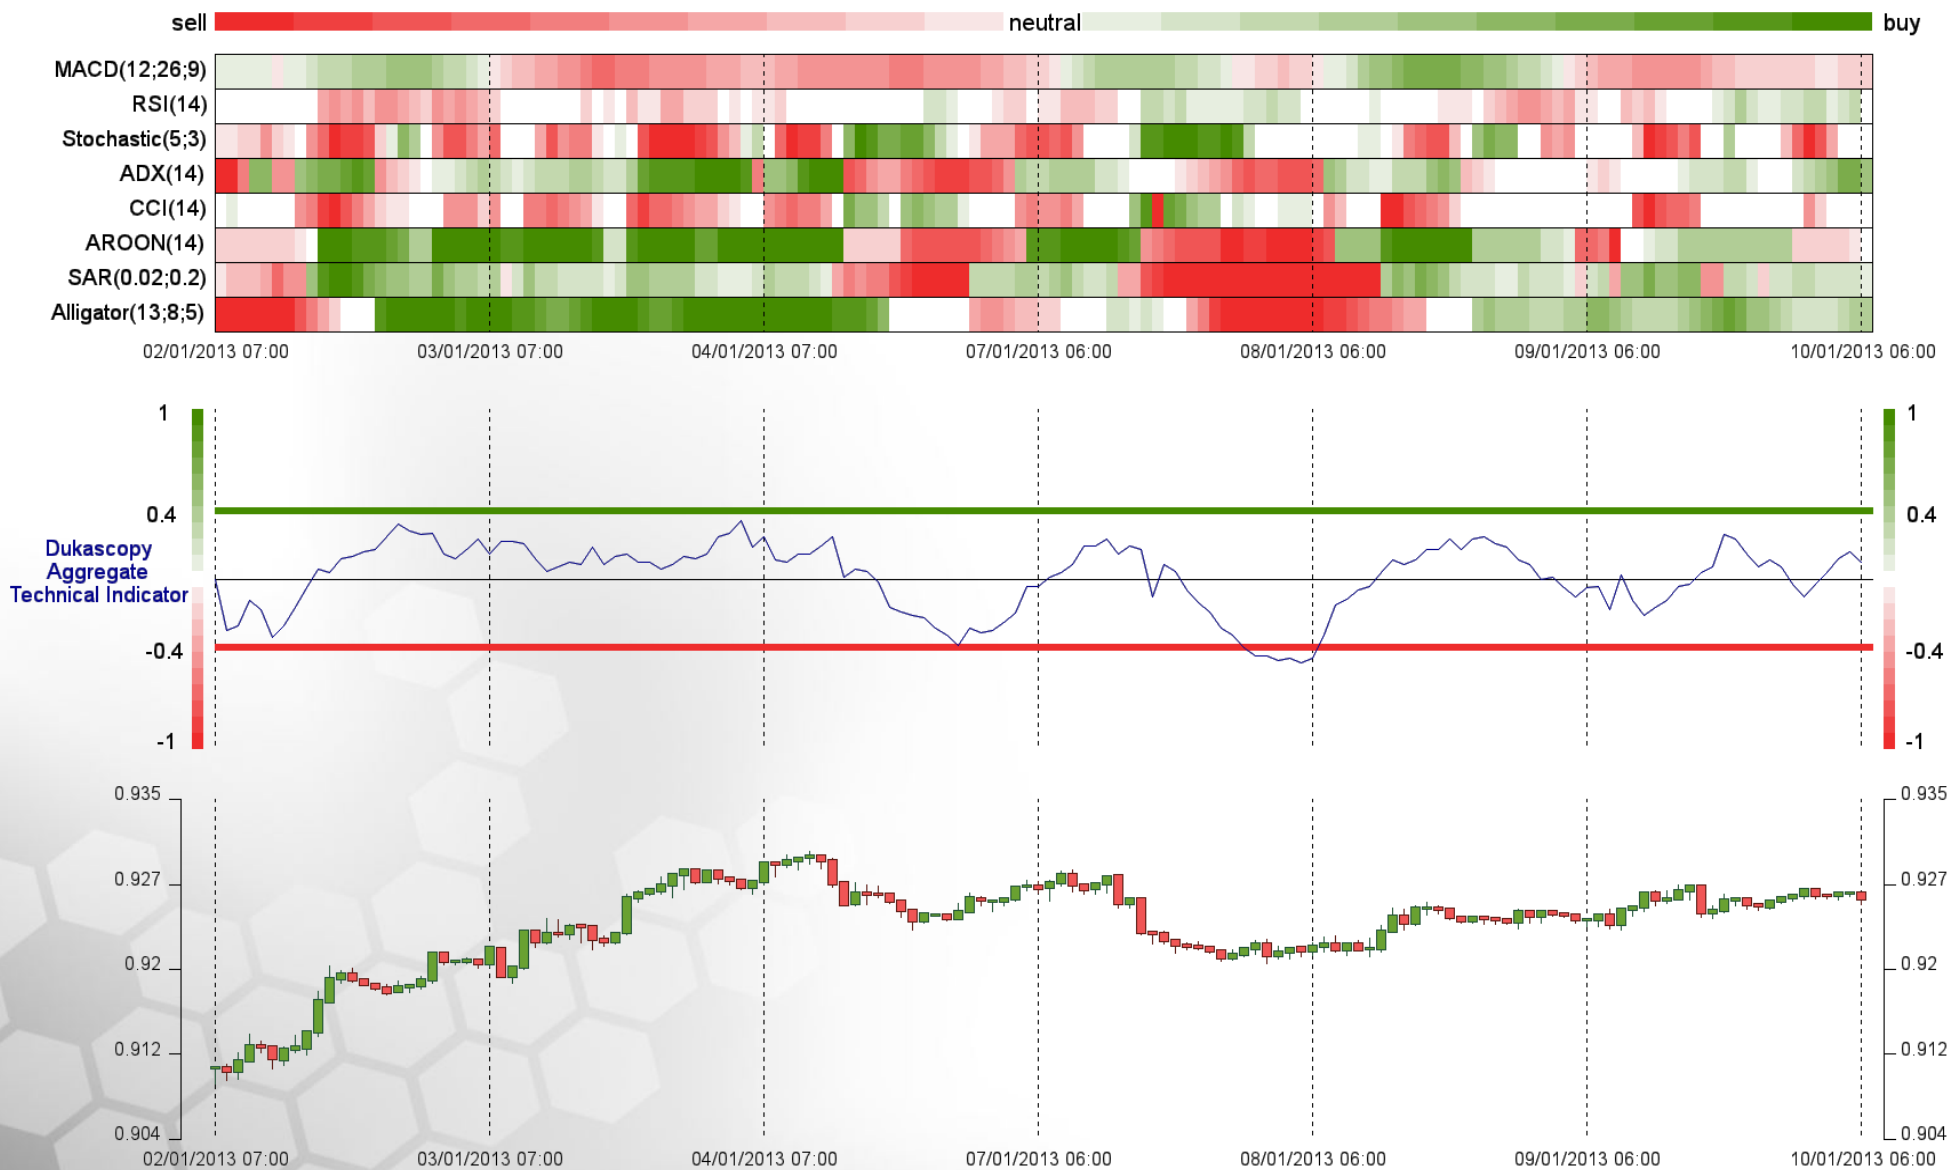 sell neutral buy
MACD(12;26;9)
RSI(14)
Stochastic(5;3)
ADX(14)
CCI(14)
AROON(14)
SAR(0.02;0.2)
Alligator(13;8;5)
02/01/2013 07:00 03/01/2013 07:00 04/01/2013 07:00 07/01/2013 06:00 08/01/2013 06:00 09/01/2013 06:00 10/01/2013 06:00
1 1
0.4 0.4
Dukascopy
Aggregate
Technical Indicator
-0.4 -0.4
-1 -1
0.935 0.935
0.927 0.927
0.92 0.92
0.912 0.912
0.904 0.904
02/01/2013 07:00 03/01/2013 07:00 04/01/2013 07:00 07/01/2013 06:00 08/01/2013 06:00 09/01/2013 06:00 10/01/2013 06:00